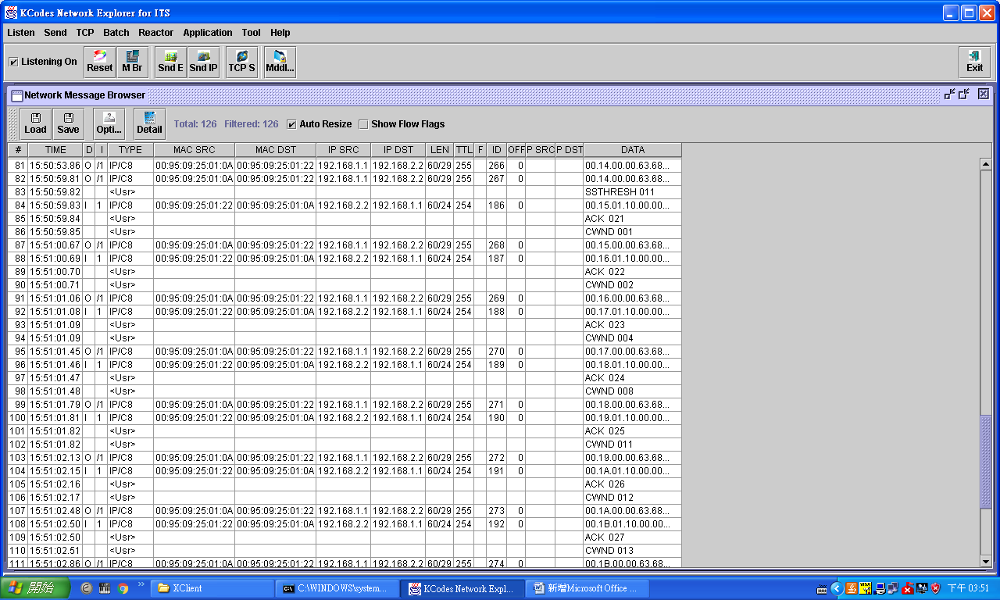 KCodes Network Explorer for ITS
Listen Send TCP Batch Reactor Application Tool Help
Listening On Reset M Br Snd E Snd IP TCP S Mddl... Exit
Network Message Browser
Load Save Opti... Detail Total: 126 Filtered: 126 Auto Resize Show Flow Flags
# TIME D I TYPE MAC SRC MAC DST IP SRC IP DST LEN TTL F ID OFF P SRC P DST DATA
81 15:50:53.86 O /1 IP/C8 00:95:09:25:01:0A 00:95:09:25:01:22 192.168.1.1 192.168.2.2 60/29 255 266 0 00.14.00.00.63.68...
82 15:50:59.81 O /1 IP/C8 00:95:09:25:01:0A 00:95:09:25:01:22 192.168.1.1 192.168.2.2 60/29 255 267 0 00.14.00.00.63.68...
83 15:50:59.82 <Usr> SSTHRESH 011
84 15:50:59.83 I 1 IP/C8 00:95:09:25:01:22 00:95:09:25:01:0A 192.168.2.2 192.168.1.1 60/24 254 186 0 00.15.01.10.00.00...
85 15:50:59.84 <Usr> ACK 021
86 15:50:59.85 <Usr> CWND 001
87 15:51:00.67 O /1 IP/C8 00:95:09:25:01:0A 00:95:09:25:01:22 192.168.1.1 192.168.2.2 60/29 255 268 0 00.15.00.00.63.68...
88 15:51:00.69 I 1 IP/C8 00:95:09:25:01:22 00:95:09:25:01:0A 192.168.2.2 192.168.1.1 60/24 254 187 0 00.16.01.10.00.00...
89 15:51:00.70 <Usr> ACK 022
90 15:51:00.71 <Usr> CWND 002
91 15:51:01.06 O /1 IP/C8 00:95:09:25:01:0A 00:95:09:25:01:22 192.168.1.1 192.168.2.2 60/29 255 269 0 00.16.00.00.63.68...
92 15:51:01.08 I 1 IP/C8 00:95:09:25:01:22 00:95:09:25:01:0A 192.168.2.2 192.168.1.1 60/24 254 188 0 00.17.01.10.00.00...
93 15:51:01.09 <Usr> ACK 023
94 15:51:01.09 <Usr> CWND 004
95 15:51:01.45 O /1 IP/C8 00:95:09:25:01:0A 00:95:09:25:01:22 192.168.1.1 192.168.2.2 60/29 255 270 0 00.17.00.00.63.68...
96 15:51:01.46 I 1 IP/C8 00:95:09:25:01:22 00:95:09:25:01:0A 192.168.2.2 192.168.1.1 60/24 254 189 0 00.18.01.10.00.00...
97 15:51:01.47 <Usr> ACK 024
98 15:51:01.48 <Usr> CWND 008
99 15:51:01.79 O /1 IP/C8 00:95:09:25:01:0A 00:95:09:25:01:22 192.168.1.1 192.168.2.2 60/29 255 271 0 00.18.00.00.63.68...
100 15:51:01.81 I 1 IP/C8 00:95:09:25:01:22 00:95:09:25:01:0A 192.168.2.2 192.168.1.1 60/24 254 190 0 00.19.01.10.00.00...
101 15:51:01.82 <Usr> ACK 025
102 15:51:01.82 <Usr> CWND 011
103 15:51:02.13 O /1 IP/C8 00:95:09:25:01:0A 00:95:09:25:01:22 192.168.1.1 192.168.2.2 60/29 255 272 0 00.19.00.00.63.68...
104 15:51:02.15 I 1 IP/C8 00:95:09:25:01:22 00:95:09:25:01:0A 192.168.2.2 192.168.1.1 60/24 254 191 0 00.1A.01.10.00.00...
105 15:51:02.16 <Usr> ACK 026
106 15:51:02.17 <Usr> CWND 012
107 15:51:02.48 O /1 IP/C8 00:95:09:25:01:0A 00:95:09:25:01:22 192.168.1.1 192.168.2.2 60/29 255 273 0 00.1A.00.00.63.68...
108 15:51:02.50 I 1 IP/C8 00:95:09:25:01:22 00:95:09:25:01:0A 192.168.2.2 192.168.1.1 60/24 254 192 0 00.1B.01.10.00.00...
109 15:51:02.50 <Usr> ACK 027
110 15:51:02.51 <Usr> CWND 013
111 15:51:02.86 O /1 IP/C8 00:95:09:25:01:0A 00:95:09:25:01:22 192.168.1.1 192.168.2.2 60/29 255 274 0 00.1B.00.00.63.68...
開始 XClient C:\WINDOWS\system... KCodes Network Expl... 新增Microsoft Office ... 下午 03:51